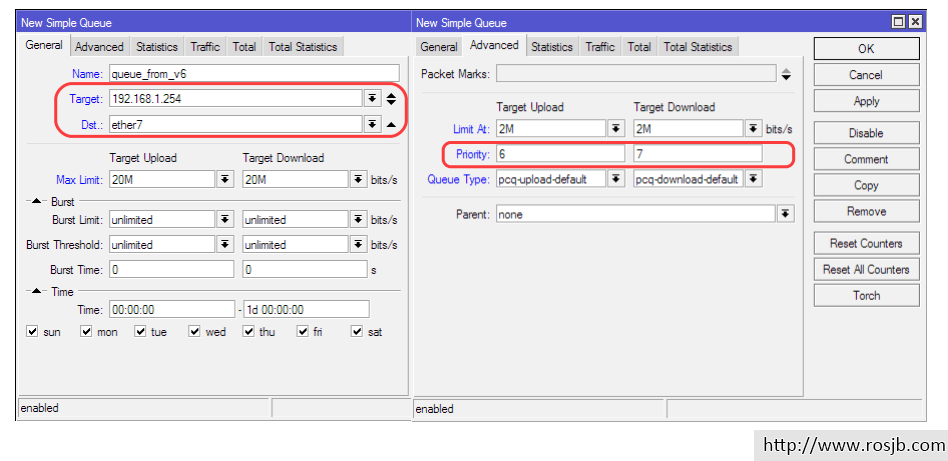 New Simple Queue
General Advanced Statistics Traffic Total Total Statistics
Name: queue_from_v6
Target: 192.168.1.254
Dst.: ether7
Target Upload Target Download
Max Limit: 20M 20M bits/s
Burst
Burst Limit: unlimited unlimited bits/s
Burst Threshold: unlimited unlimited bits/s
Burst Time: 0 0 s
Time
Time: 00:00:00 - 1d 00:00:00
sun mon tue wed thu fri sat
enabled
New Simple Queue
General Advanced Statistics Traffic Total Total Statistics
Packet Marks:
Target Upload Target Download
Limit At: 2M 2M bits/s
Priority: 6 7
Queue Type: pcq-upload-default pcq-download-default
Parent: none
enabled
OK
Cancel
Apply
Disable
Comment
Copy
Remove
Reset Counters
Reset All Counters
Torch
http://www.rosjb.com